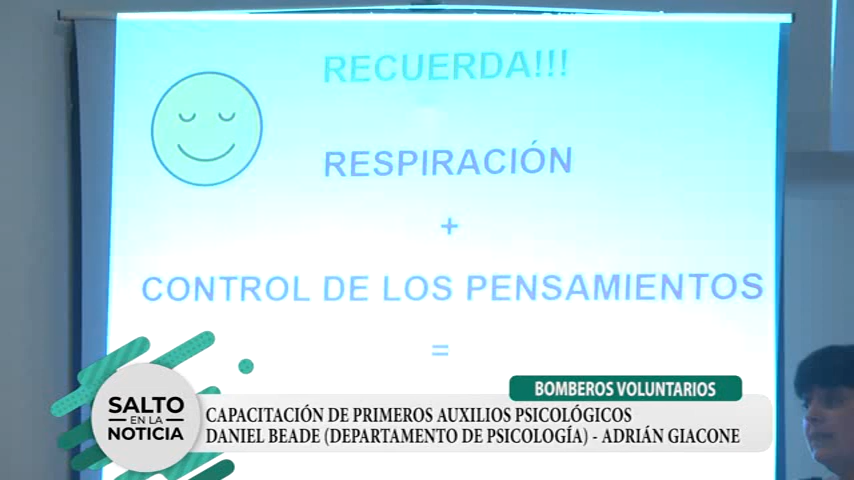 RECUERDA!!!
RESPIRACIÓN
+
CONTROL DE LOS PENSAMIENTOS
=
BOMBEROS VOLUNTARIOS
SALTO
EN LA
NOTICIA
CAPACITACIÓN DE PRIMEROS AUXILIOS PSICOLÓGICOS
DANIEL BEADE (DEPARTAMENTO DE PSICOLOGÍA) - ADRIÁN GIACONE